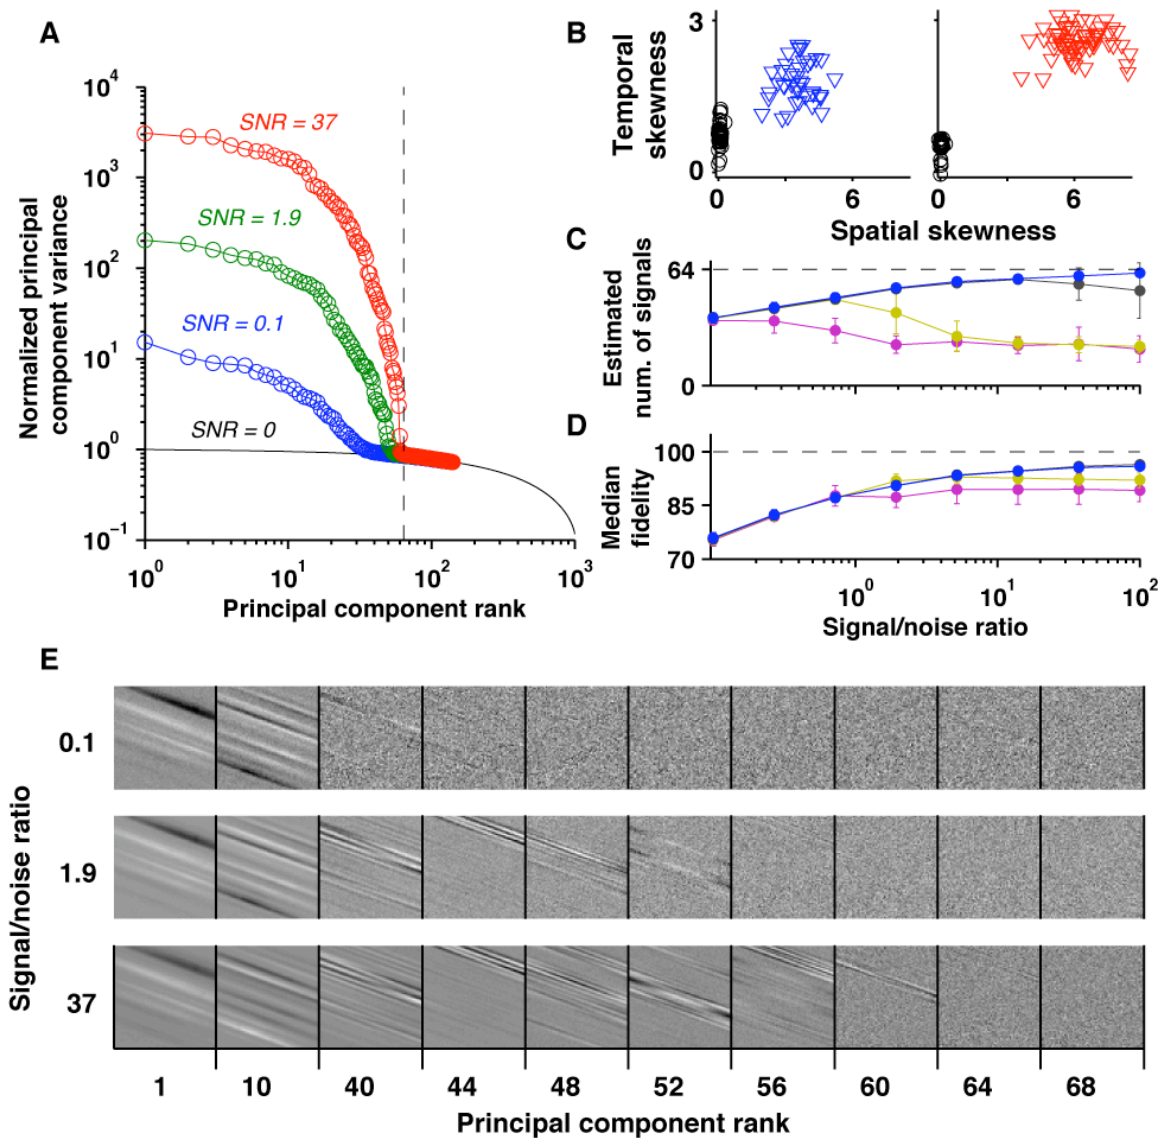 A
Normalized principal
component variance
10^4
10^3
10^2
10^1
10^0
10^−1
SNR = 37
SNR = 1.9
SNR = 0.1
SNR = 0
10^0
10^1
10^2
10^3
Principal component rank
B
Temporal
skewness
3
0
0
6
0
6
Spatial skewness
C
Estimated
num. of signals
64
0
D
Median
fidelity
100
85
70
10^0
10^1
10^2
Signal/noise ratio
E
Signal/noise ratio
0.1
1.9
37
1 10 40 44 48 52 56 60 64 68
Principal component rank